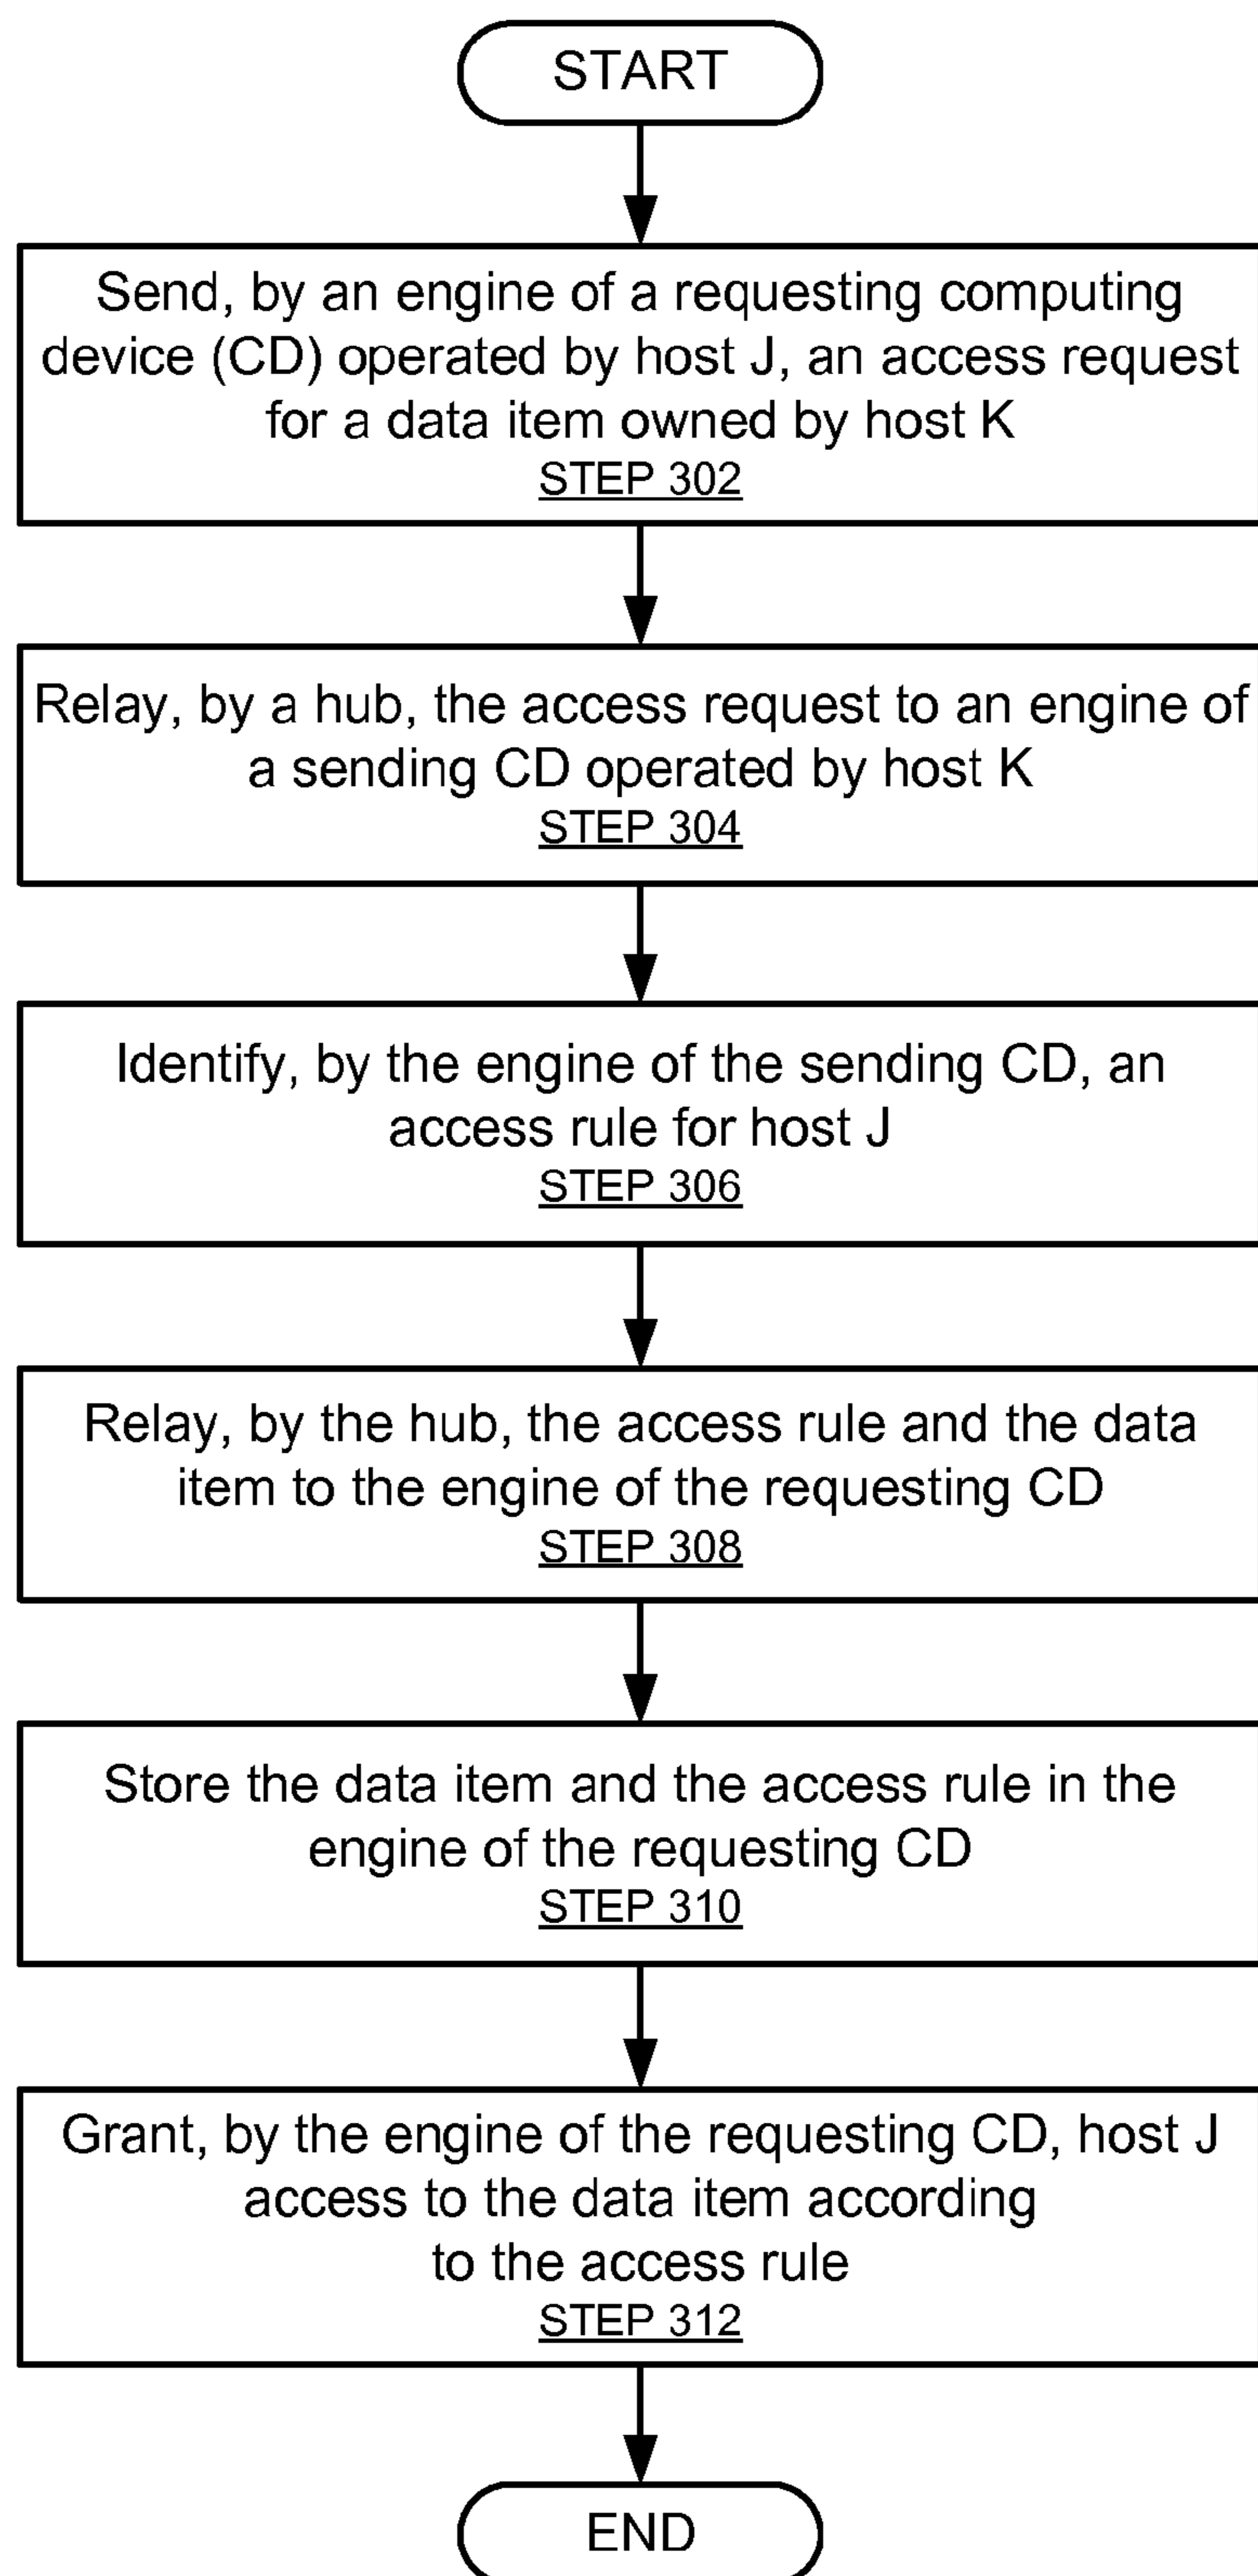 START
Send, by an engine of a requesting computing
device (CD) operated by host J, an access request
for a data item owned by host K
STEP 302
Relay, by a hub, the access request to an engine of
a sending CD operated by host K
STEP 304
Identify, by the engine of the sending CD, an
access rule for host J
STEP 306
Relay, by the hub, the access rule and the data
item to the engine of the requesting CD
STEP 308
Store the data item and the access rule in the
engine of the requesting CD
STEP 310
Grant, by the engine of the requesting CD, host J
access to the data item according
to the access rule
STEP 312
END